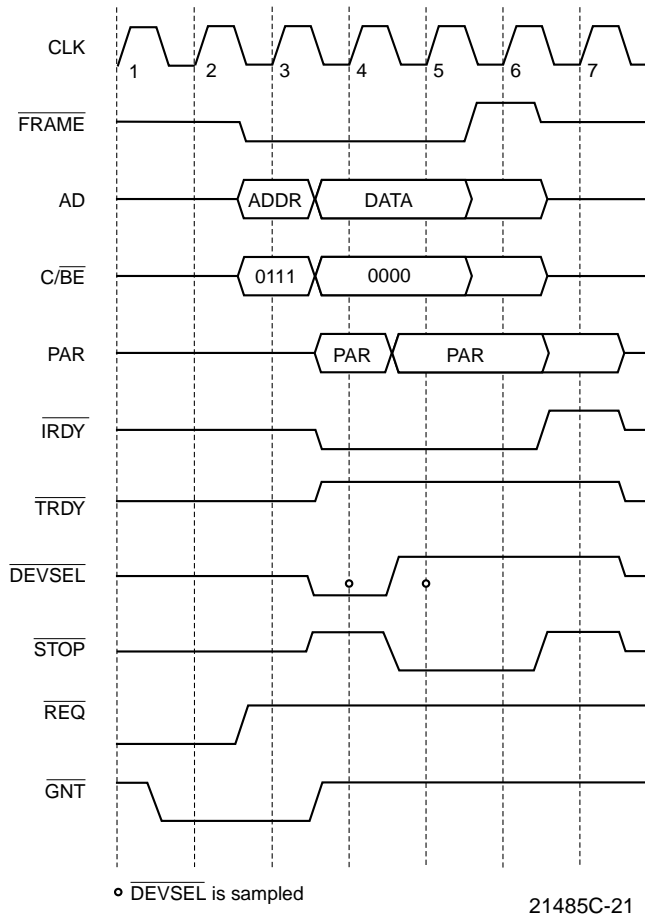 CLK
1 2 3 4 5 6 7
FRAME
AD ADDR DATA
C/BE 0111 0000
PAR PAR PAR
IRDY
TRDY
DEVSEL
STOP
REQ
GNT
DEVSEL is sampled
21485C-21